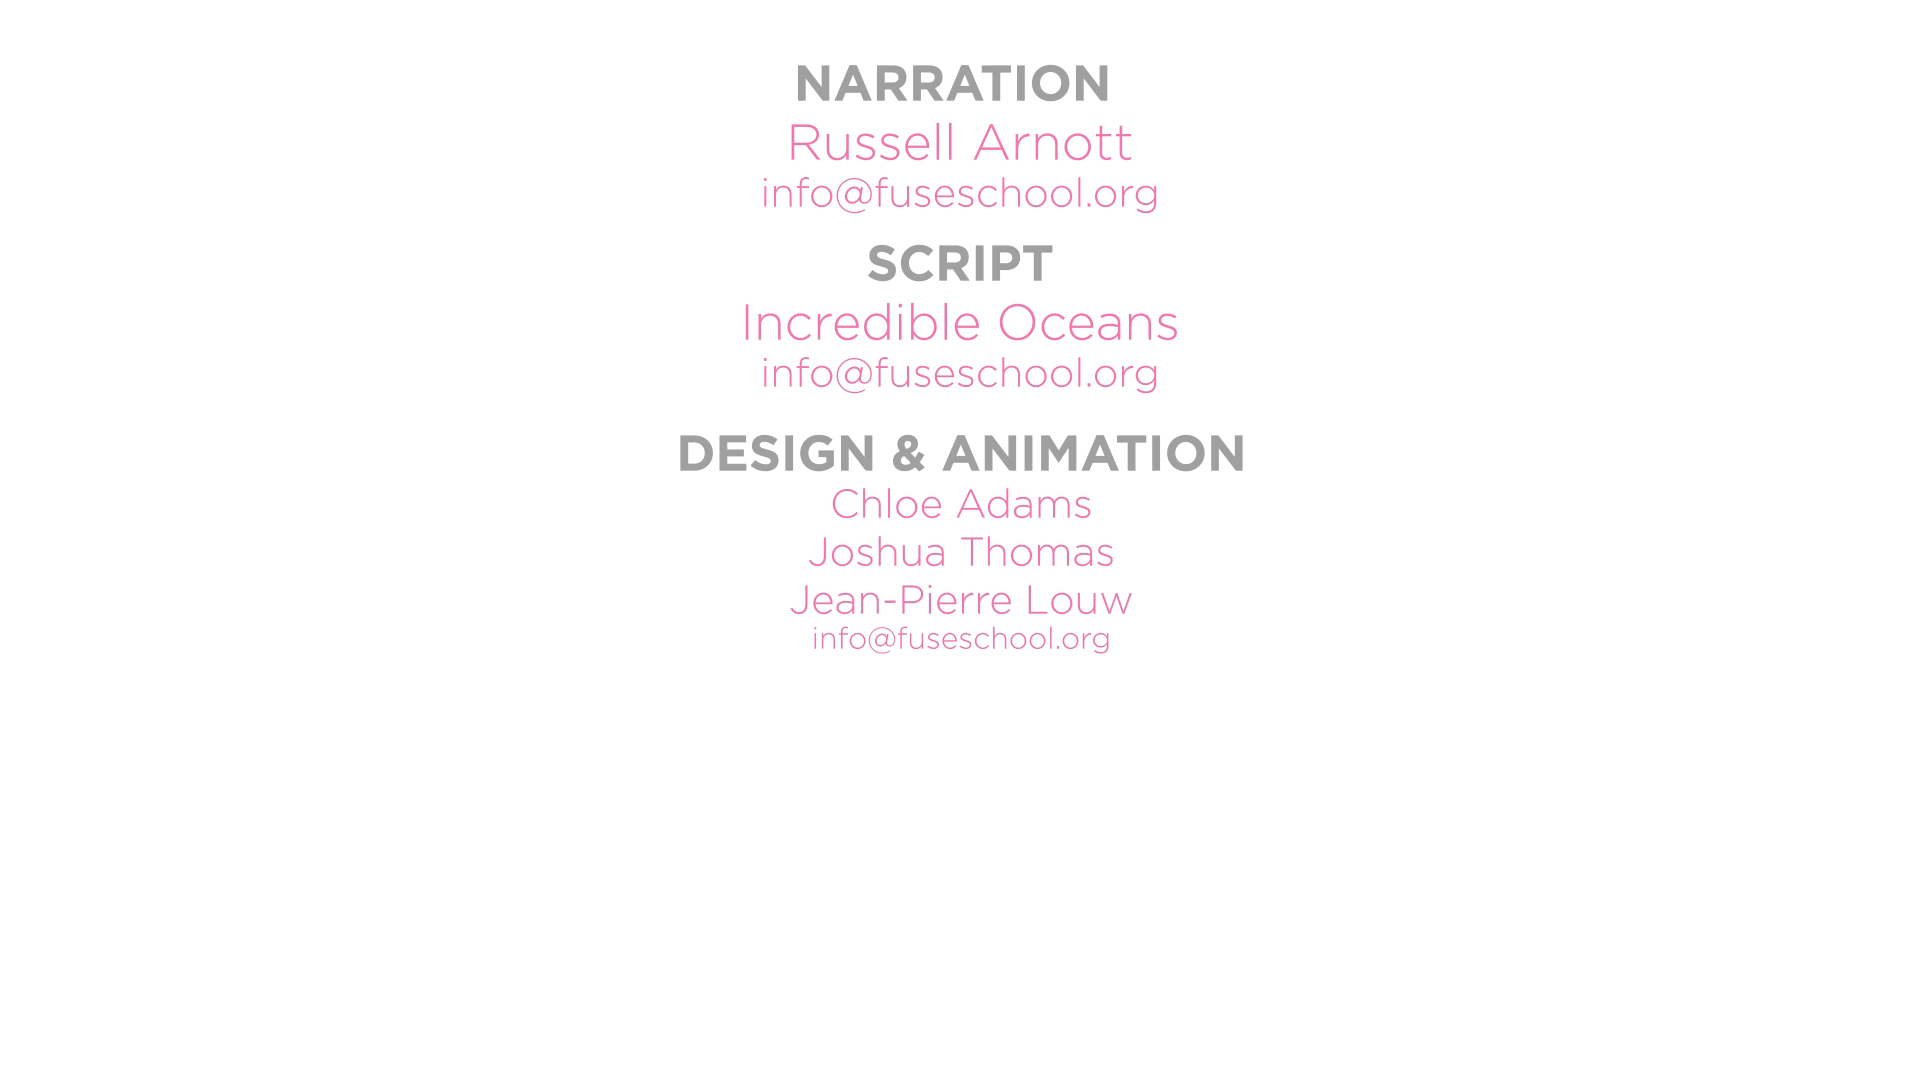 NARRATION
Russell Arnott
info@fuseschool.org
SCRIPT
Incredible Oceans
info@fuseschool.org
DESIGN & ANIMATION
Chloe Adams
Joshua Thomas
Jean-Pierre Louw
info@fuseschool.org